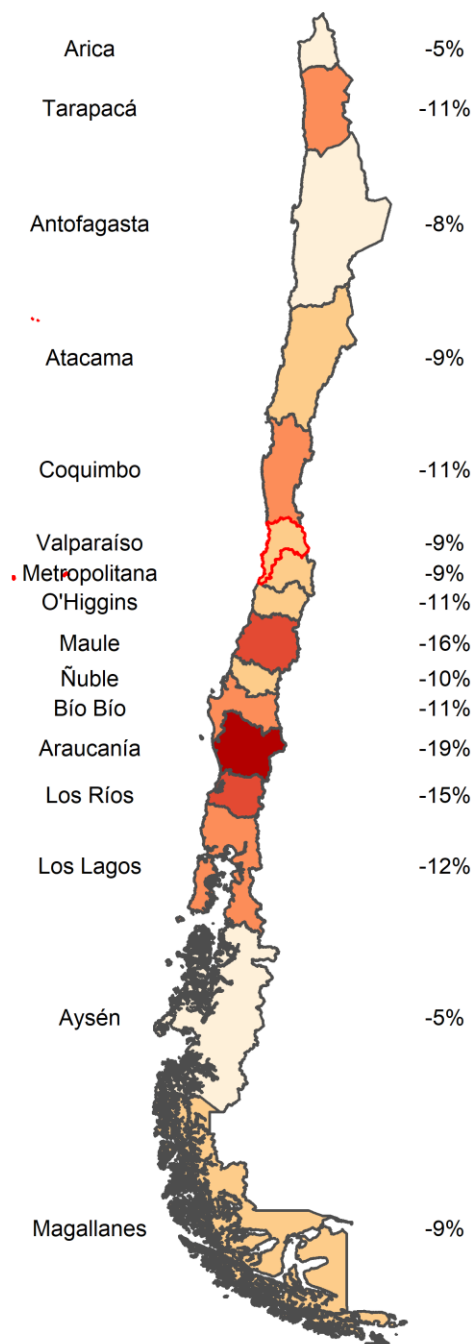 Arica -5%
Tarapacá -11%
Antofagasta -8%
Atacama -9%
Coquimbo -11%
Valparaíso -9%
Metropolitana -9%
O'Higgins -11%
Maule -16%
Ñuble -10%
Bío Bío -11%
Araucanía -19%
Los Ríos -15%
Los Lagos -12%
Aysén -5%
Magallanes -9%